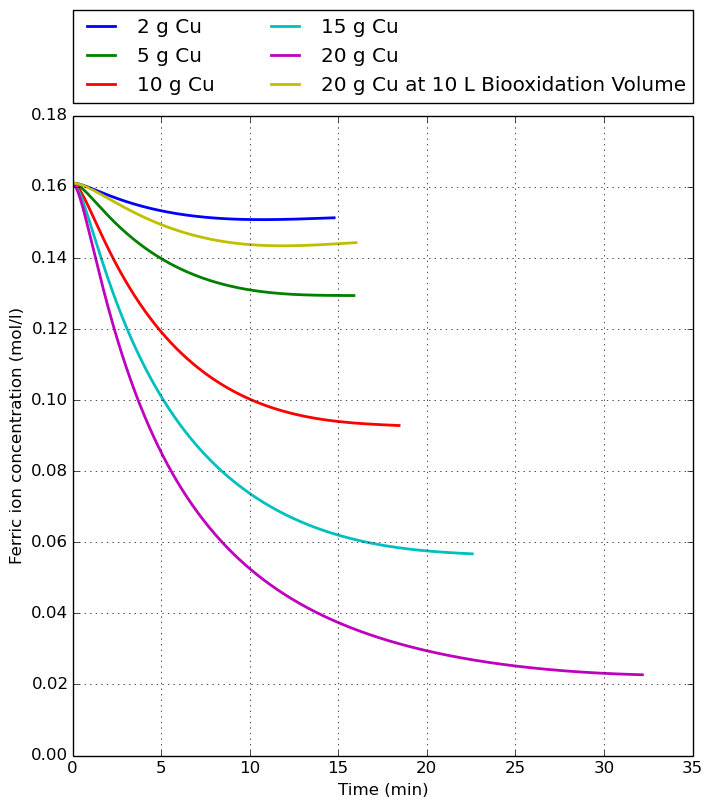 2 g Cu
5 g Cu
10 g Cu
15 g Cu
20 g Cu
20 g Cu at 10 L Biooxidation Volume
Ferric ion concentration (mol/l)
0.18
0.16
0.14
0.12
0.10
0.08
0.06
0.04
0.02
0.00
0 5 10 15 20 25 30 35
Time (min)